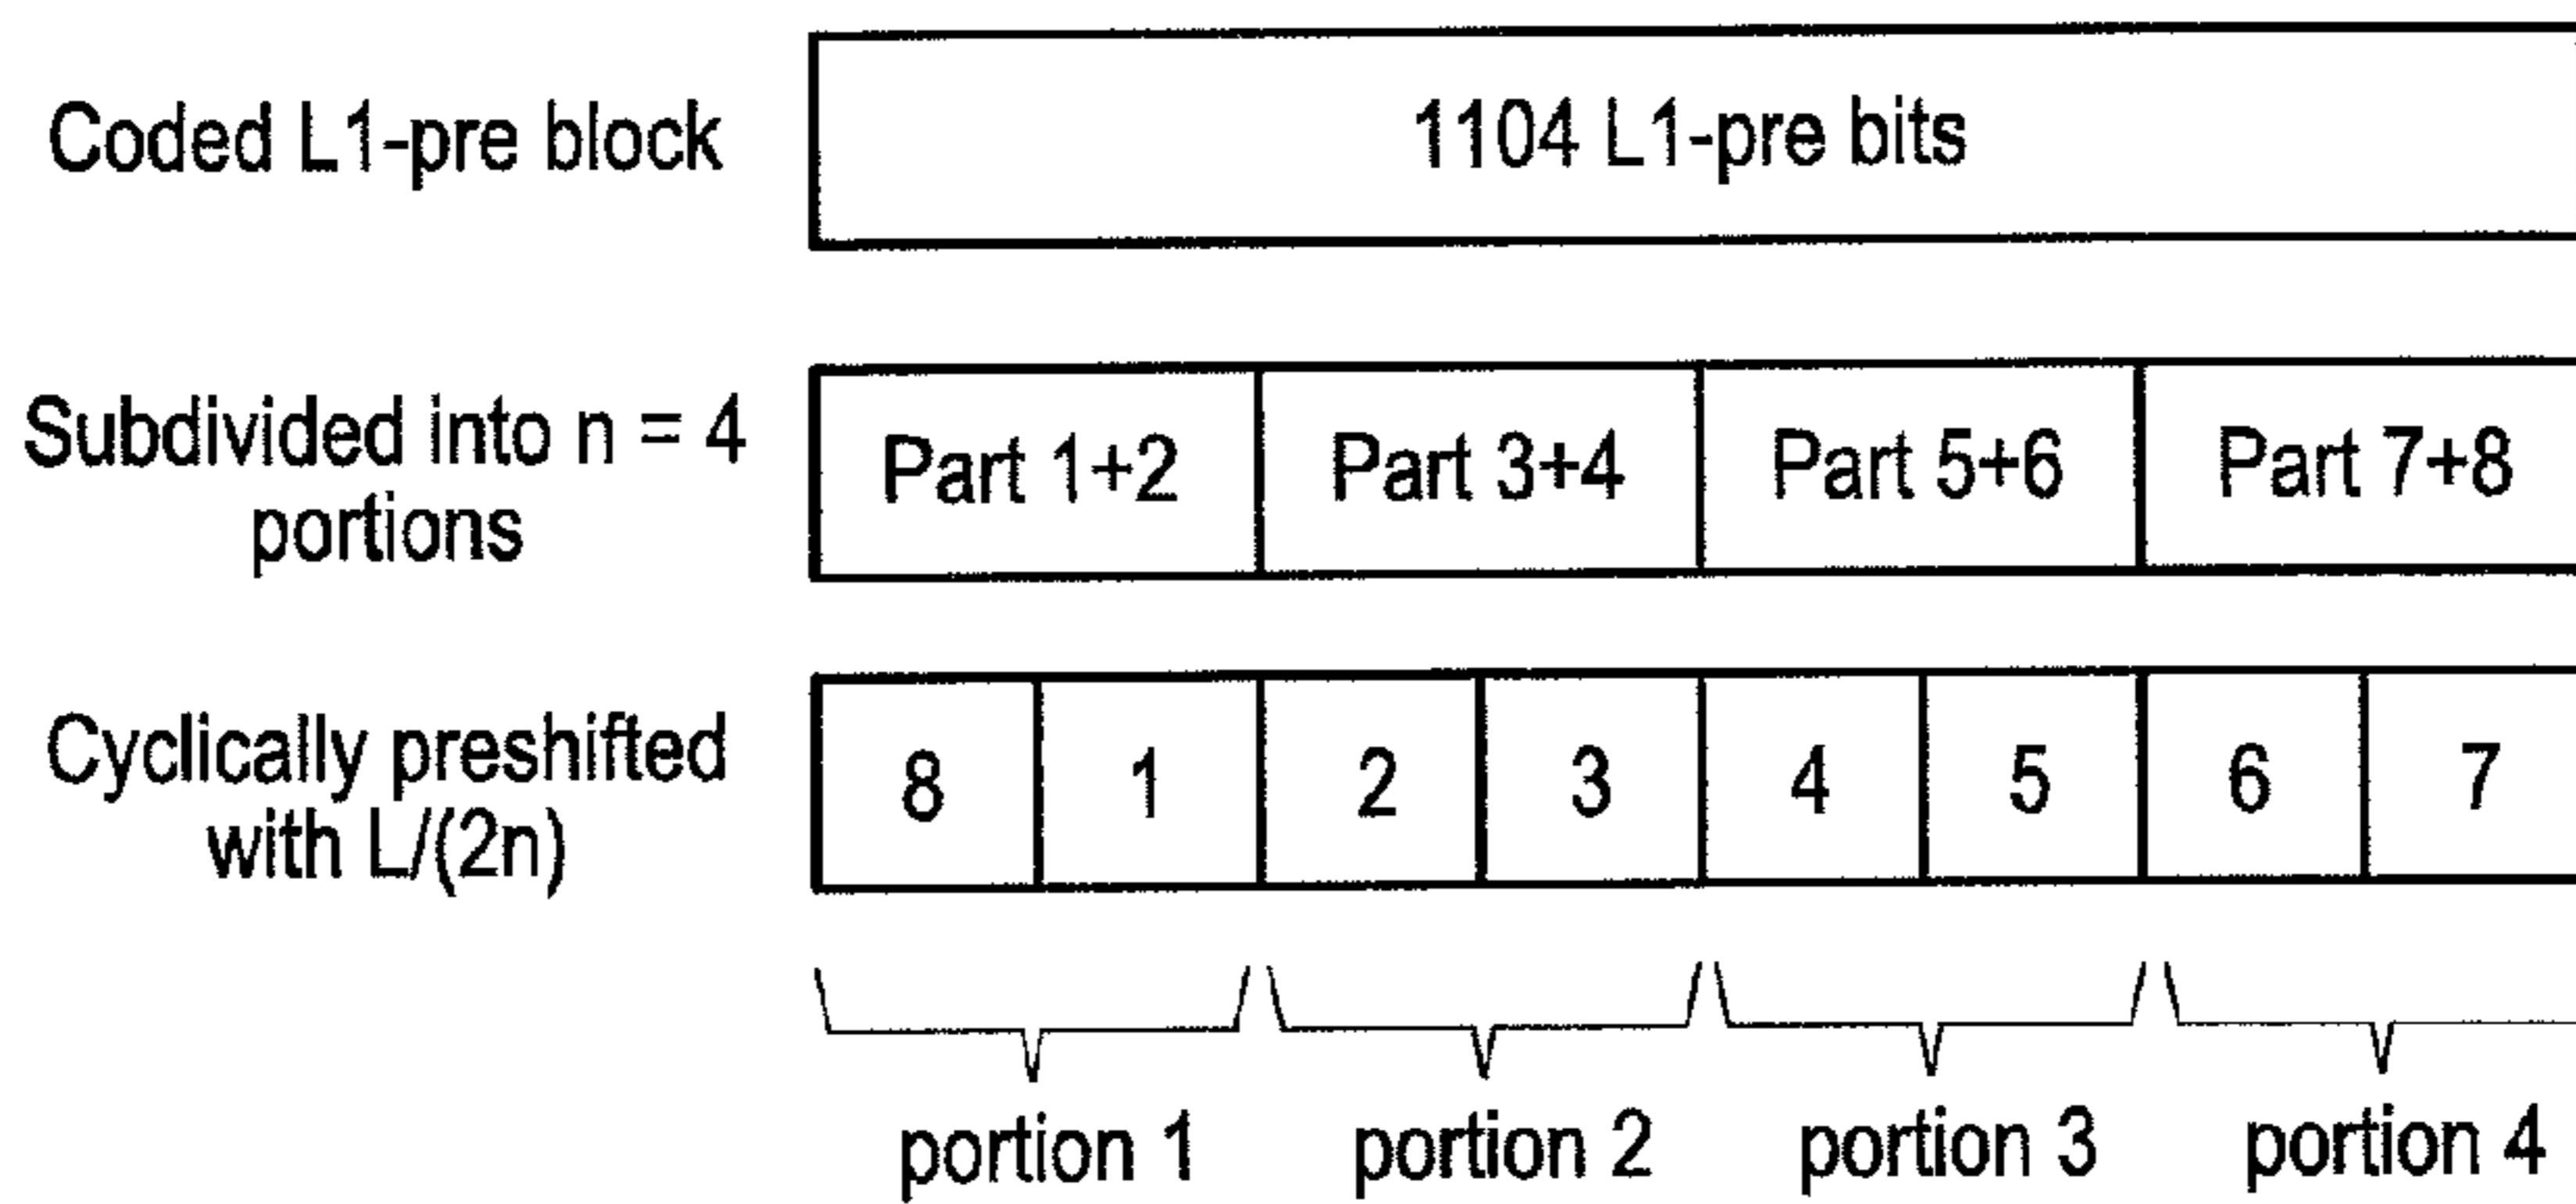 Coded L1-pre block
1104 L1-pre bits
Subdivided into n = 4
portions
Part 1+2 Part 3+4 Part 5+6 Part 7+8
Cyclically preshifted
with L/(2n)
8 1 2 3 4 5 6 7
portion 1 portion 2 portion 3 portion 4